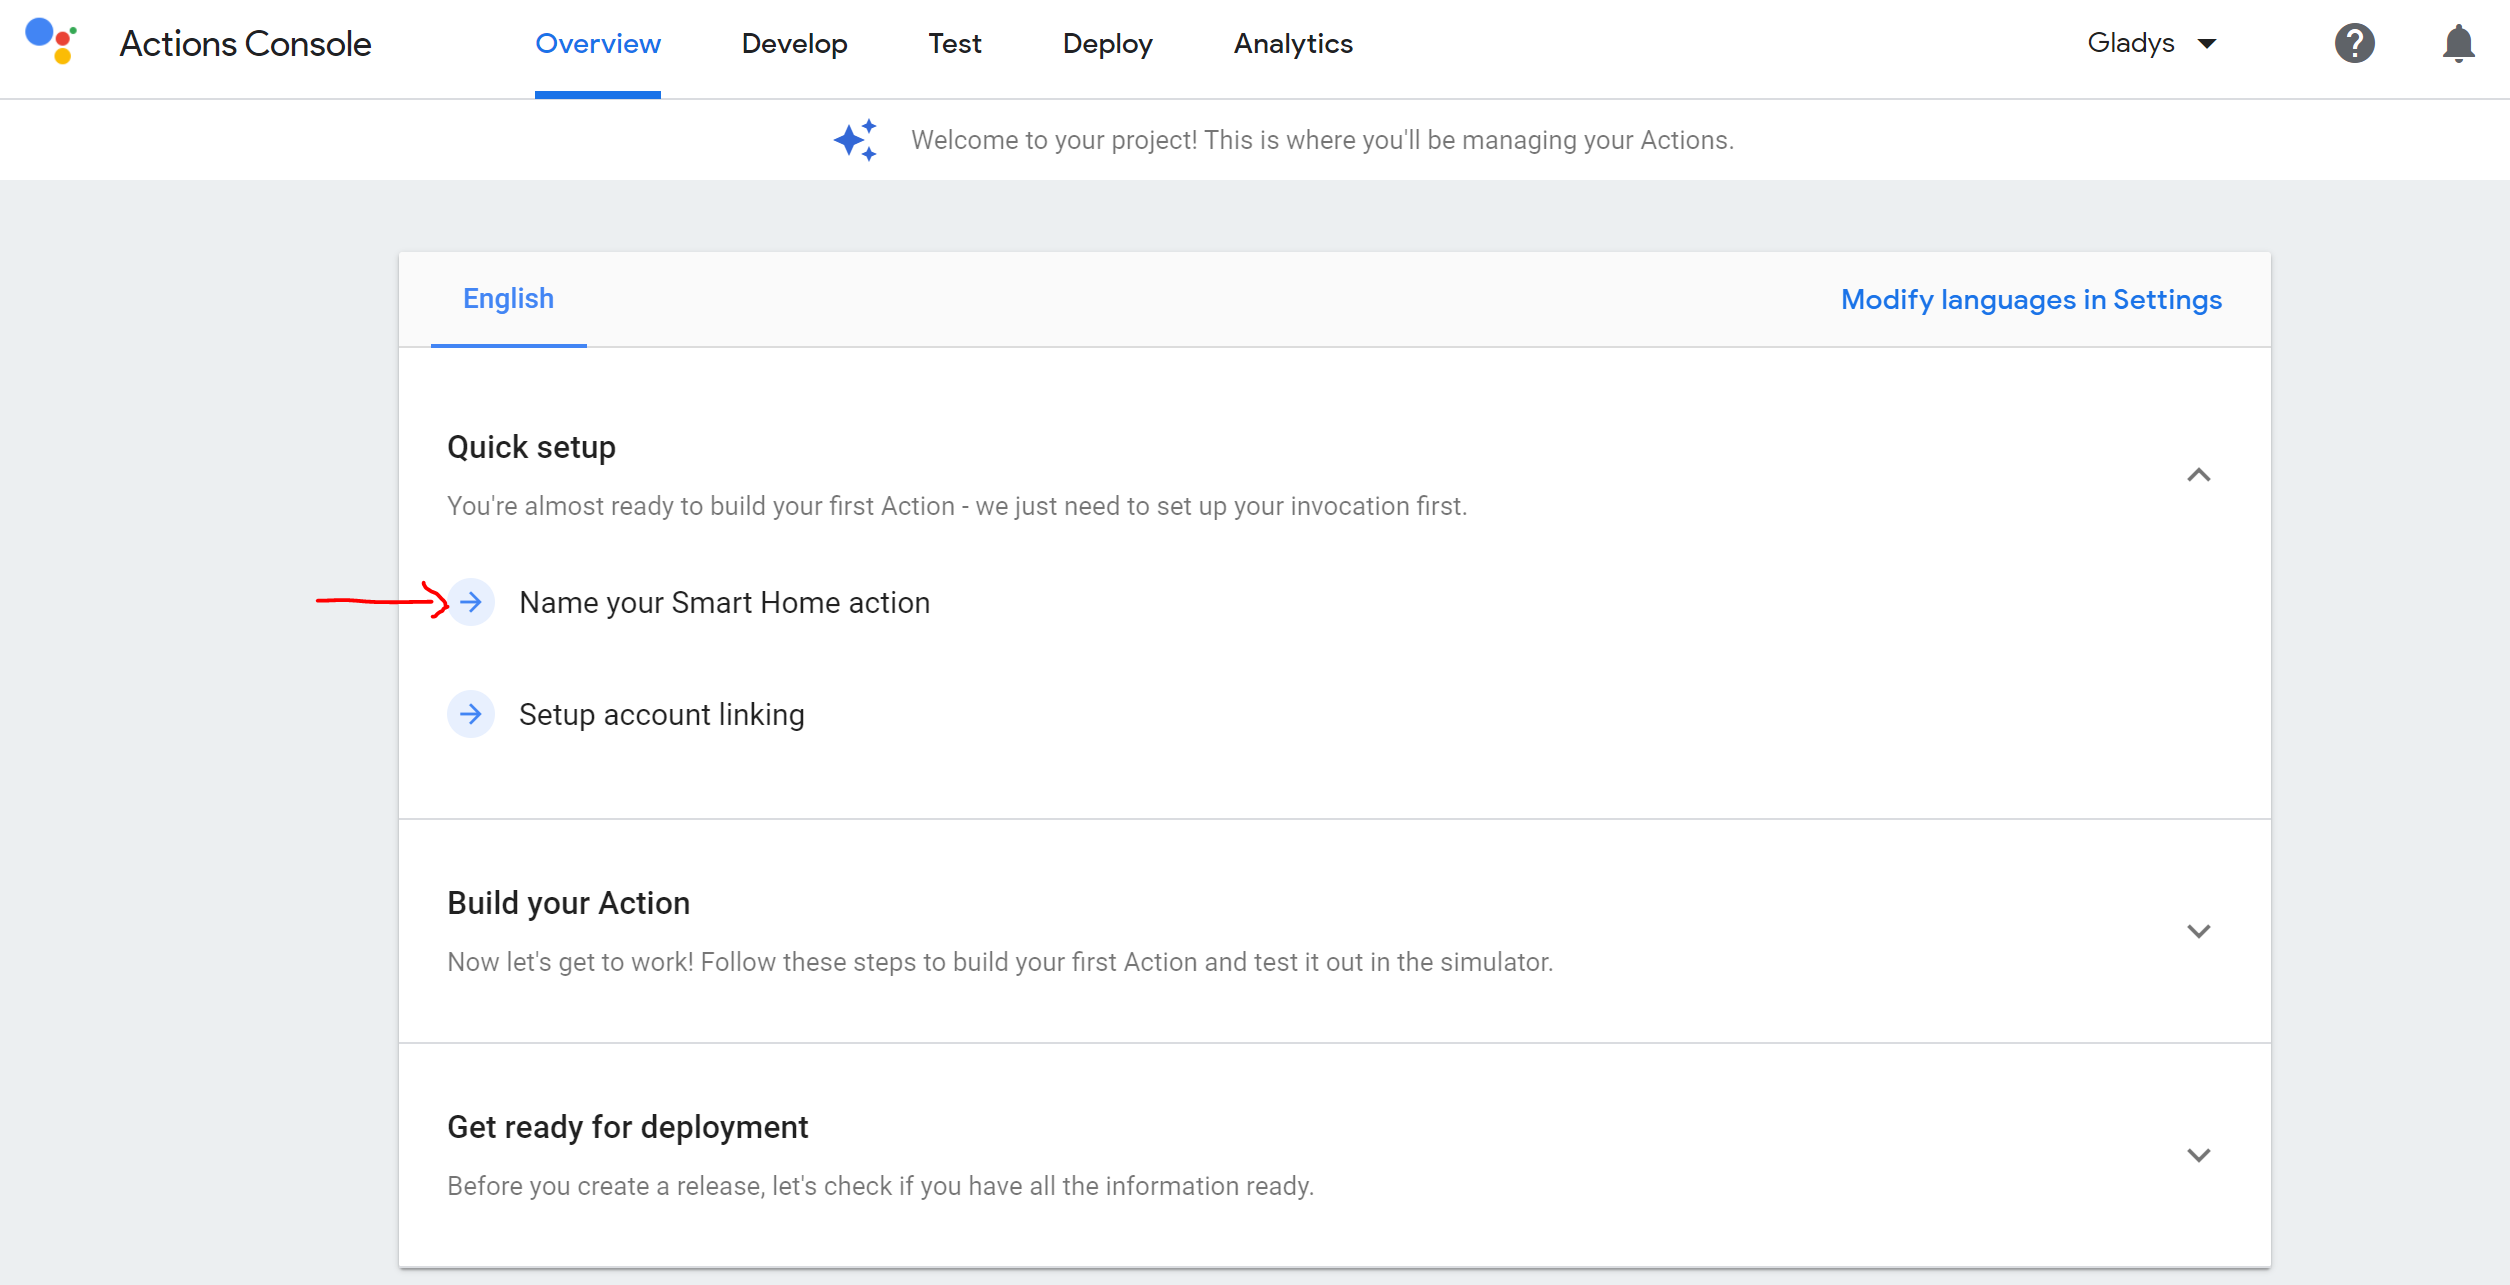 Actions Console
Overview
Develop
Test
Deploy
Analytics
Gladys
Welcome to your project! This is where you'll be managing your Actions.
English
Modify languages in Settings
Quick setup
You're almost ready to build your first Action - we just need to set up your invocation first.
Name your Smart Home action
Setup account linking
Build your Action
Now let's get to work! Follow these steps to build your first Action and test it out in the simulator.
Get ready for deployment
Before you create a release, let's check if you have all the information ready.